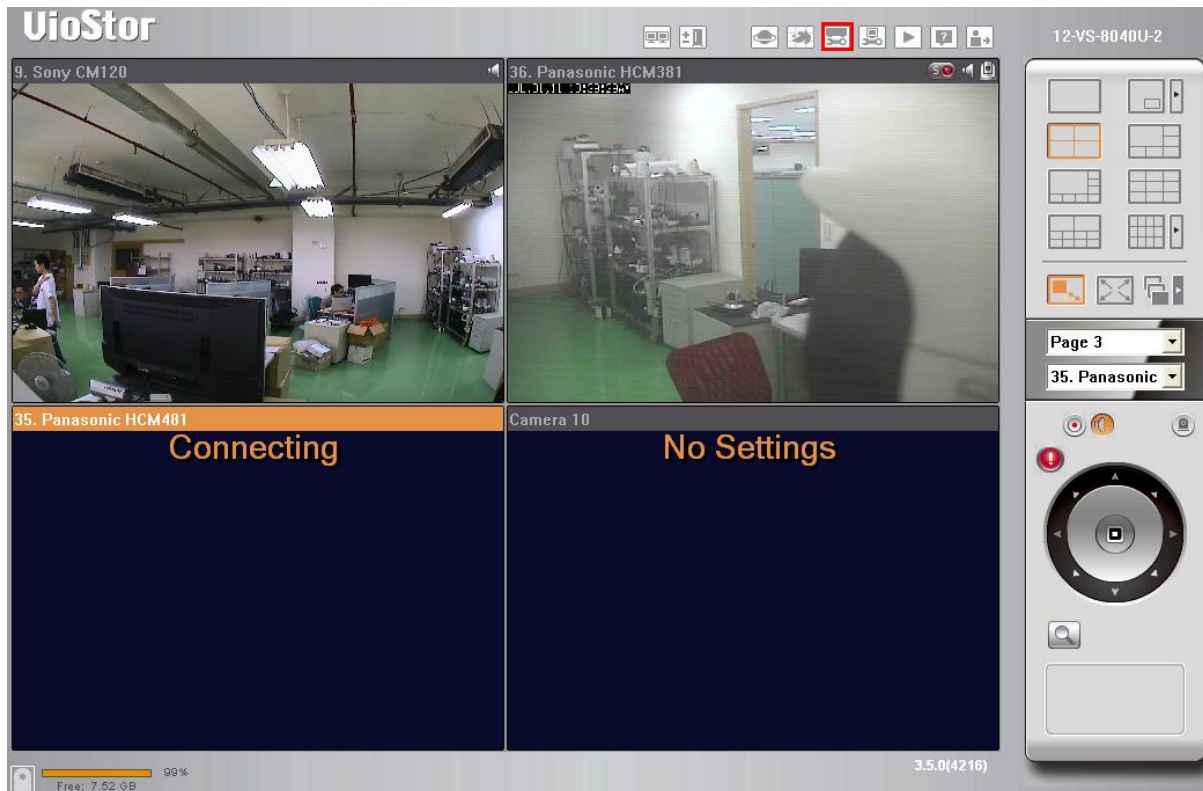 VioStor
12-VS-8040U-2
9. Sony CM120
36. Panasonic HCM381
S
Page 3
35. Panasonic
35. Panasonic HCM481
Camera 10
Connecting
No Settings
99%
Free: 7.52 GB
3.5.0(4216)